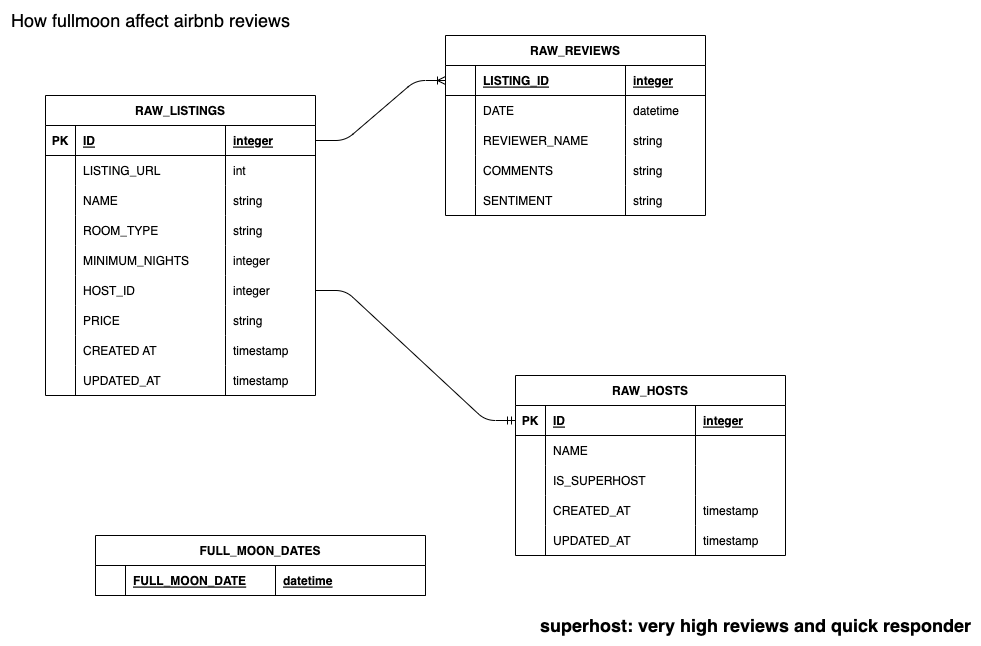 How fullmoon affect airbnb reviews
RAW_REVIEWS
LISTING_ID integer
DATE datetime
REVIEWER_NAME string
COMMENTS string
SENTIMENT string
RAW_LISTINGS
PK ID integer
LISTING_URL int
NAME string
ROOM_TYPE string
MINIMUM_NIGHTS integer
HOST_ID integer
PRICE string
CREATED AT timestamp
UPDATED_AT timestamp
RAW_HOSTS
PK ID integer
NAME
IS_SUPERHOST
CREATED_AT timestamp
UPDATED_AT timestamp
FULL_MOON_DATES
FULL_MOON_DATE datetime
superhost: very high reviews and quick responder